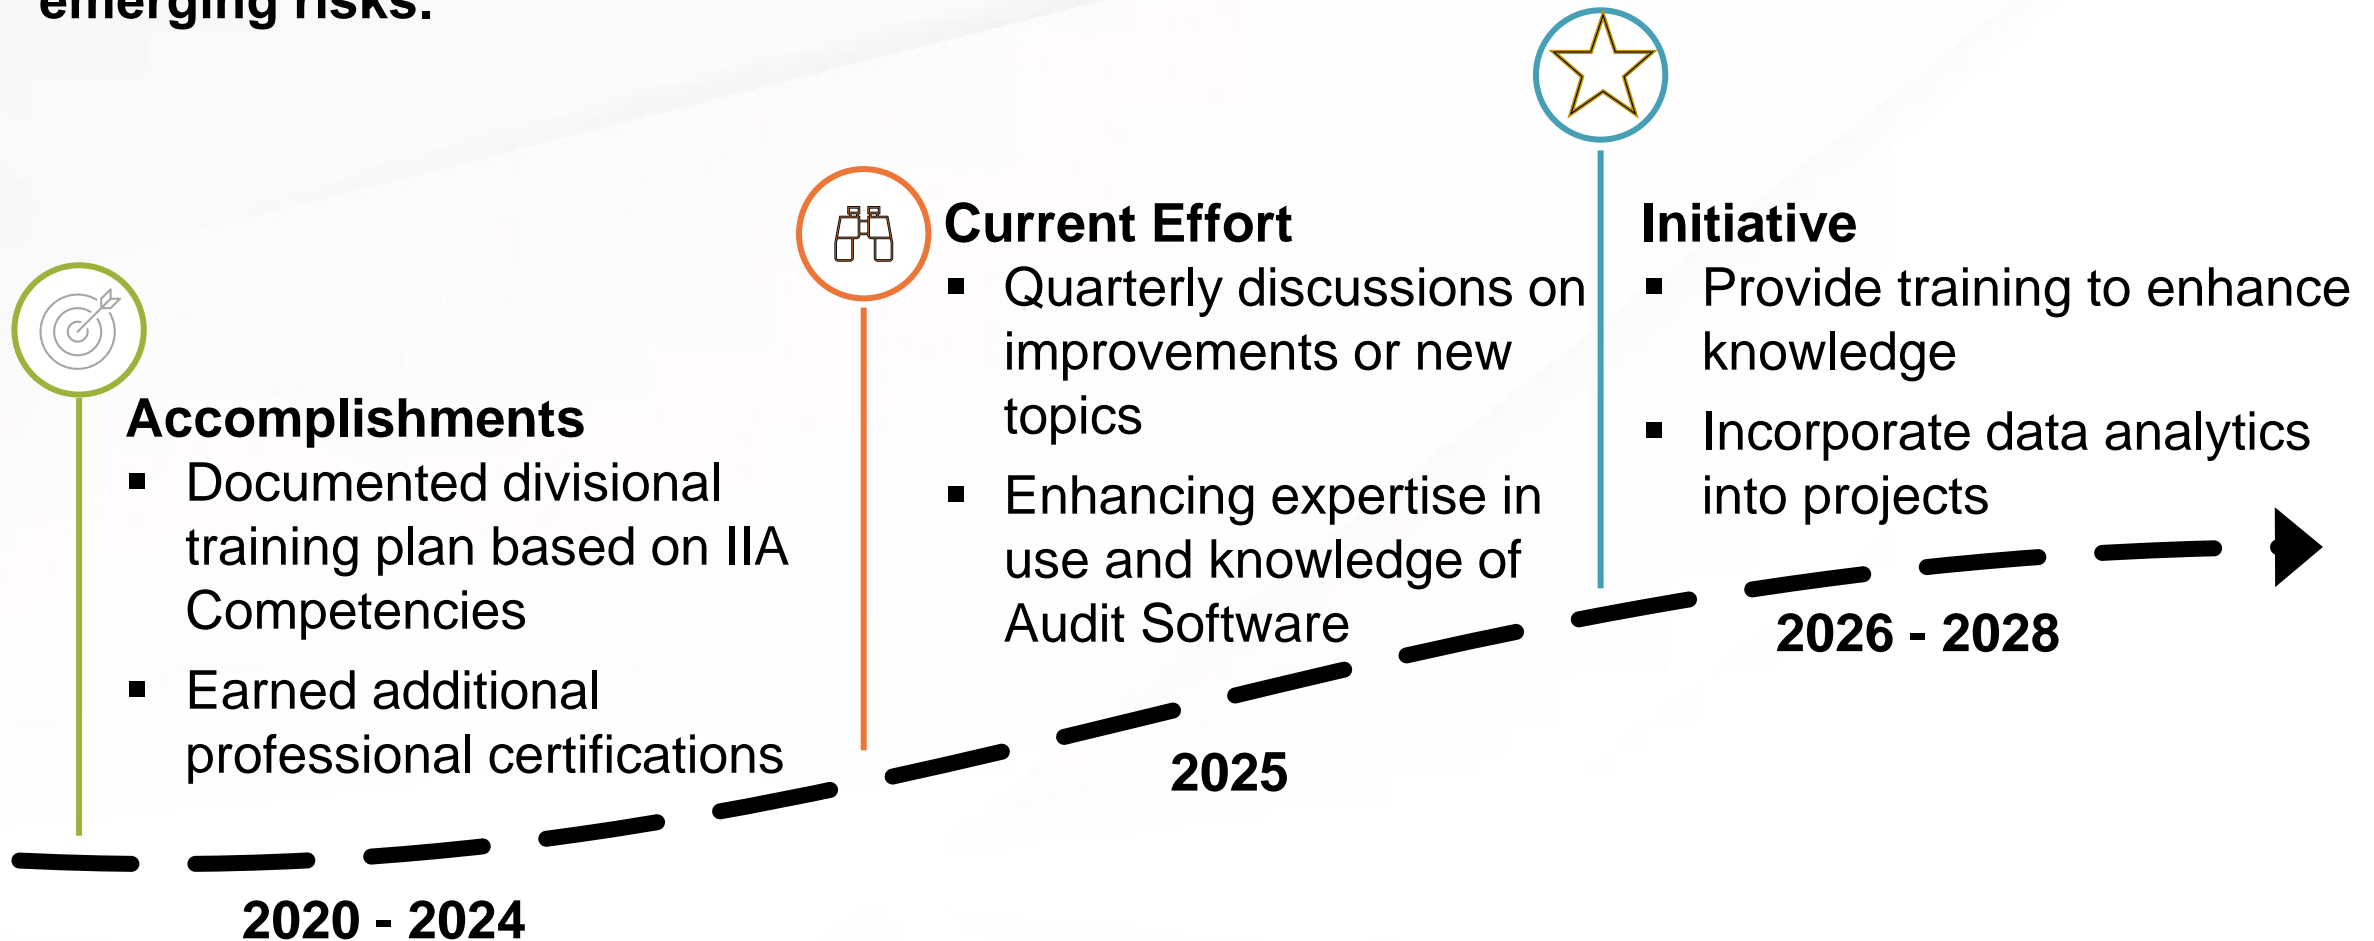 emerging risks.
Accomplishments
▪ Documented divisional
training plan based on IIA
Competencies
▪ Earned additional
professional certifications
2020 - 2024
Current Effort
▪ Quarterly discussions on
improvements or new
topics
▪ Enhancing expertise in
use and knowledge of
Audit Software
2025
Initiative
▪ Provide training to enhance
knowledge
▪ Incorporate data analytics
into projects
2026 - 2028